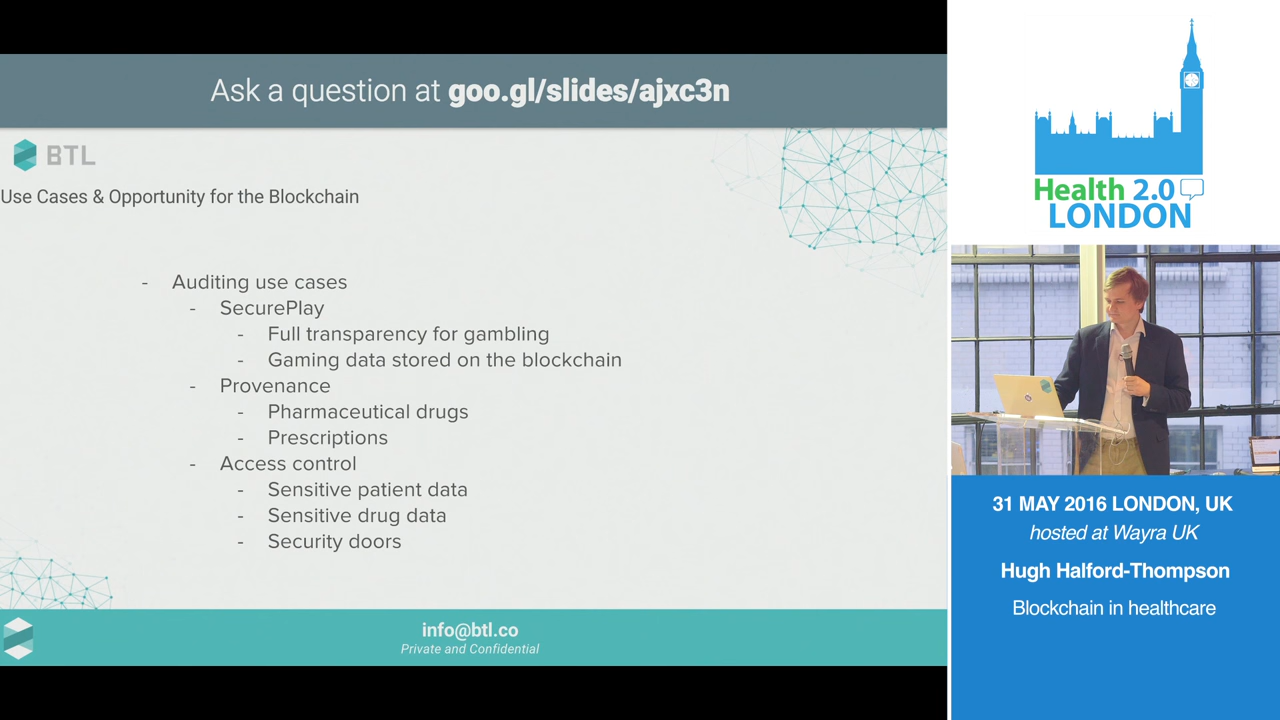 Ask a question at goo.gl/slides/ajxc3n
BTL
Use Cases & Opportunity for the Blockchain
- Auditing use cases
- SecurePlay
- Full transparency for gambling
- Gaming data stored on the blockchain
- Provenance
- Pharmaceutical drugs
- Prescriptions
- Access control
- Sensitive patient data
- Sensitive drug data
- Security doors
info@btl.co
Private and Confidential
Health 2.0
LONDON
31 MAY 2016 LONDON, UK
hosted at Wayra UK
Hugh Halford-Thompson
Blockchain in healthcare